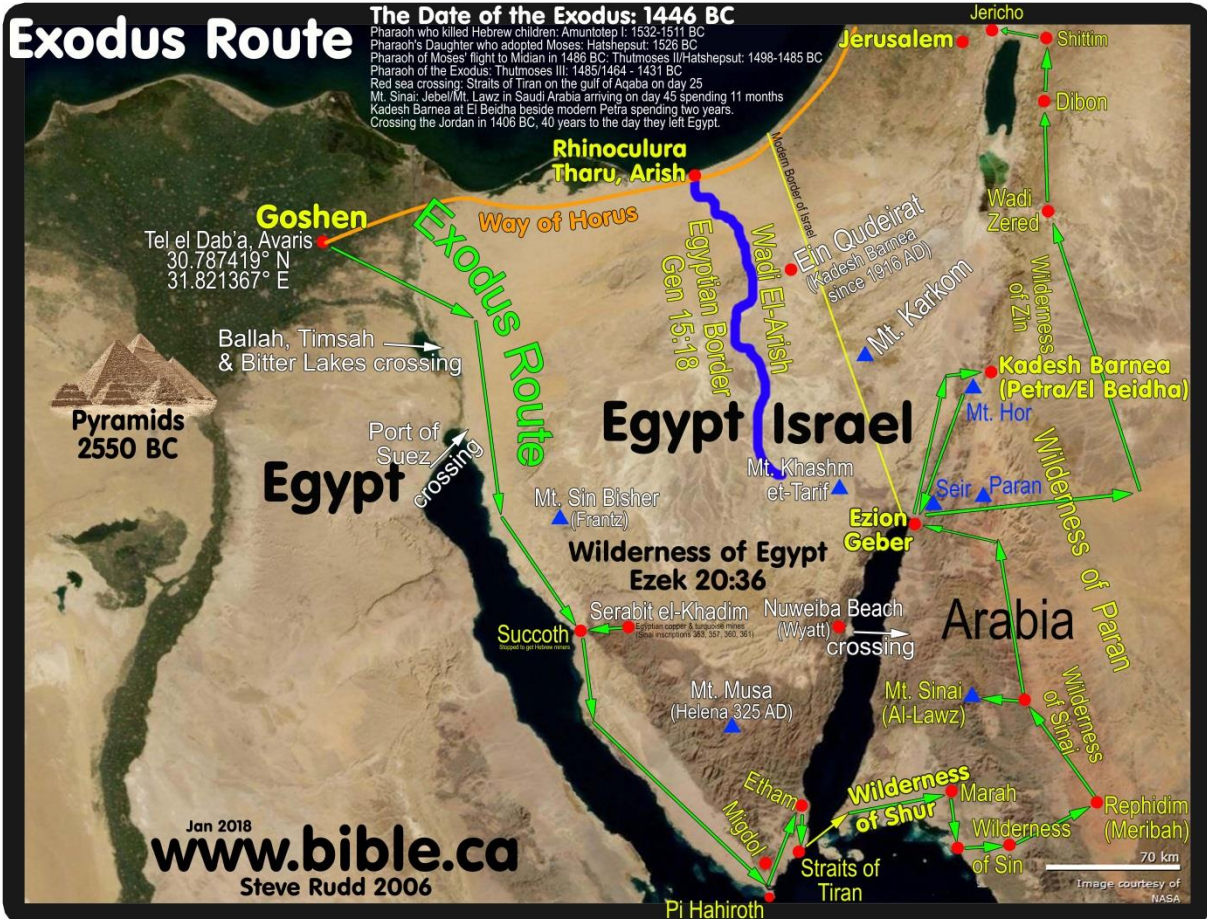 Exodus Route
The Date of the Exodus: 1446 BC
Pharaoh who killed Hebrew children: Amuntotep I: 1532-1511 BC
Pharaoh's Daughter who adopted Moses: Hatshepsut: 1526 BC
Pharaoh of Moses' flight to Midian in 1486 BC: Thutmoses II/Hatshepsut: 1498-1485 BC
Pharaoh of the Exodus: Thutmoses III: 1485/1464 - 1431 BC
Red sea crossing: Straits of Tiran on the gulf of Aqaba on day 25
Mt. Sinai: Jebel/Mt. Lawz in Saudi Arabia arriving on day 45 spending 11 months
Kadesh Barnea at El Beidha beside modern Petra spending two years.
Crossing the Jordan in 1406 BC, 40 years to the day they left Egypt.
Jericho
Jerusalem
Shittim
Dibon
Rhinoculura
Tharu, Arish
Modern Border of Israel
Goshen
Way of Horus
Tel el Dab'a, Avaris
30.787419° N
31.821367° E
Exodus Route
Egyptian Border
Gen 15:18
Wadi El-Arish
Ein Qudeirat
(Kadesh Barnea
since 1916 AD)
Wadi
Zered
Wilderness
of Zin
Mt. Karkom
Ballah, Timsah
& Bitter Lakes crossing
Pyramids
2550 BC
Kadesh Barnea
(Petra/El Beidha)
Mt. Hor
Egypt
Israel
Port of
Suez
crossing
Egypt
Mt. Khashm
et-Tarif
Mt. Sin Bisher
(Frantz)
Seir
Paran
Ezion
Geber
Wilderness of Paran
Wilderness of Egypt
Ezek 20:36
Serabit el-Khadim
Egyptian copper & turquoise mines
(Sinai inscriptions 353, 357, 360, 361)
Succoth
Stopped to get Hebrew miners
Nuweiba Beach
(Wyatt)
crossing
Arabia
Mt. Musa
(Helena 325 AD)
Mt. Sinai
(Al-Lawz)
Wilderness
of Sinai
Etham
Migdol
Wilderness
of Shur
Marah
Wilderness
of Sin
Rephidim
(Meribah)
Straits of
Tiran
Pi Hahiroth
Jan 2018
www.bible.ca
Steve Rudd 2006
70 km
Image courtesy of
NASA